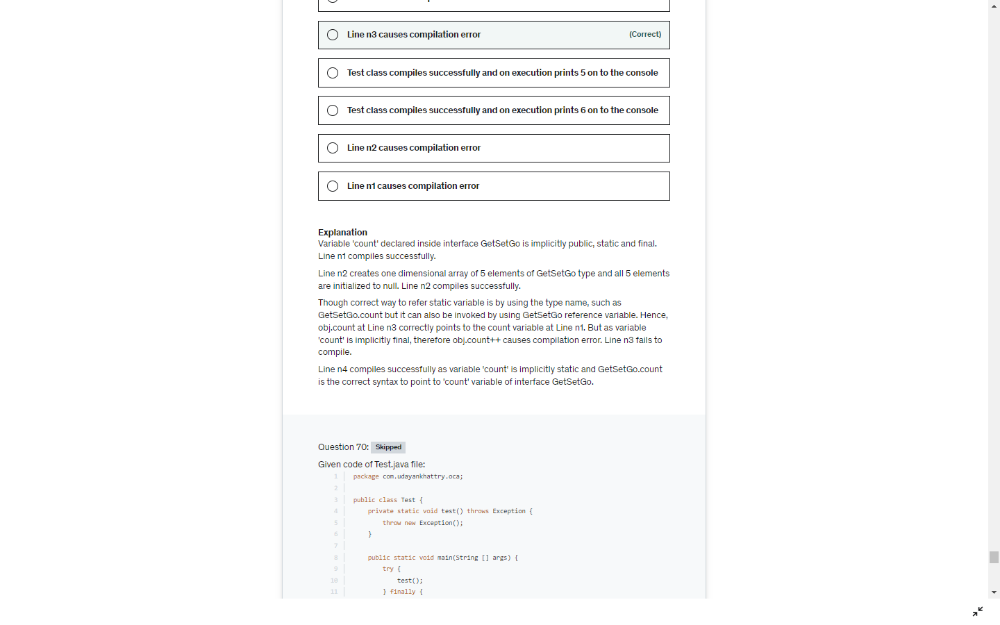 Line n3 causes compilation error (Correct)
Test class compiles successfully and on execution prints 5 on to the console
Test class compiles successfully and on execution prints 6 on to the console
Line n2 causes compilation error
Line n1 causes compilation error
Explanation
Variable 'count' declared inside interface GetSetGo is implicitly public, static and final.
Line n1 compiles successfully.
Line n2 creates one dimensional array of 5 elements of GetSetGo type and all 5 elements
are initialized to null. Line n2 compiles successfully.
Though correct way to refer static variable is by using the type name, such as
GetSetGo.count but it can also be invoked by using GetSetGo reference variable. Hence,
obj.count at Line n3 correctly points to the count variable at Line n1. But as variable
'count' is implicitly final, therefore obj.count++ causes compilation error. Line n3 fails to
compile.
Line n4 compiles successfully as variable 'count' is implicitly static and GetSetGo.count
is the correct syntax to point to 'count' variable of interface GetSetGo.
Question 70: Skipped
Given code of Test.java file:
1 package com.udayankhattry.oca;
2
3 public class Test {
4 private static void test() throws Exception {
5 throw new Exception();
6 }
7
8 public static void main(String [] args) {
9 try {
10 test();
11 } finally {